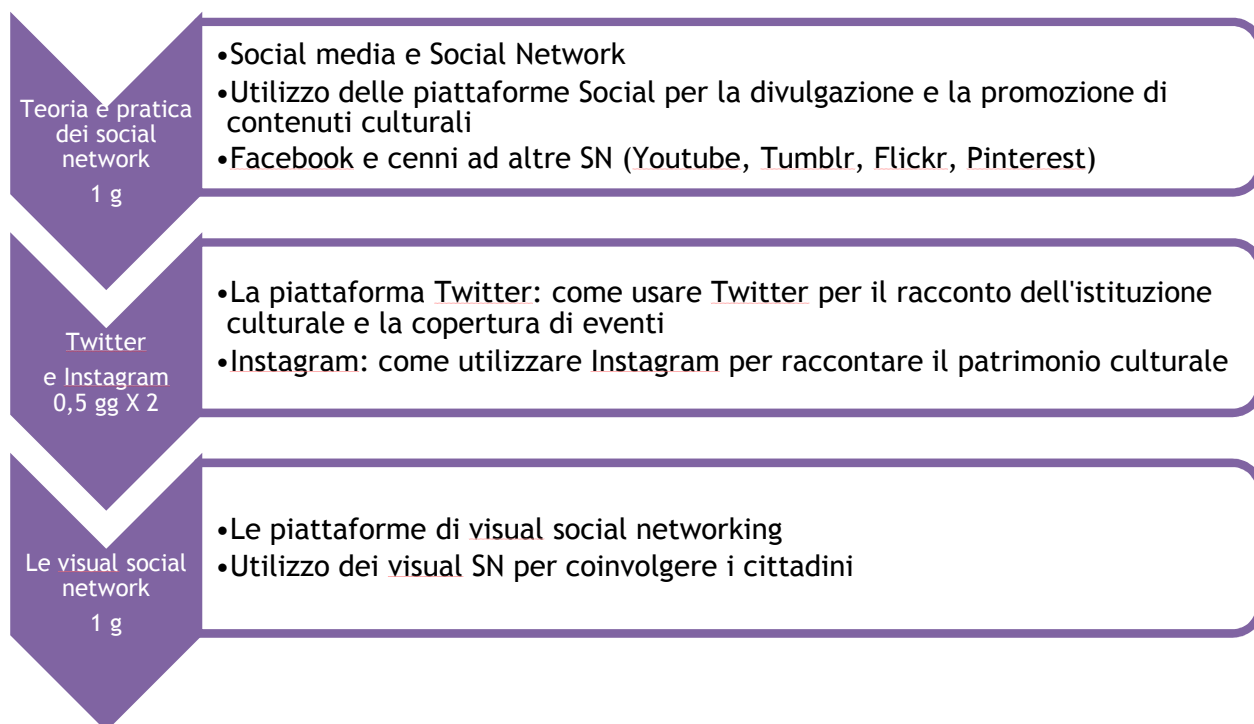 Teoria e pratica
dei social
network
1 g
•Social media e Social Network
•Utilizzo delle piattaforme Social per la divulgazione e la promozione di
contenuti culturali
•Facebook e cenni ad altre SN (Youtube, Tumblr, Flickr, Pinterest)
Twitter
e Instagram
0,5 gg X 2
•La piattaforma Twitter: come usare Twitter per il racconto dell'istituzione
culturale e la copertura di eventi
•Instagram: come utilizzare Instagram per raccontare il patrimonio culturale
Le visual social
network
1 g
•Le piattaforme di visual social networking
•Utilizzo dei visual SN per coinvolgere i cittadini